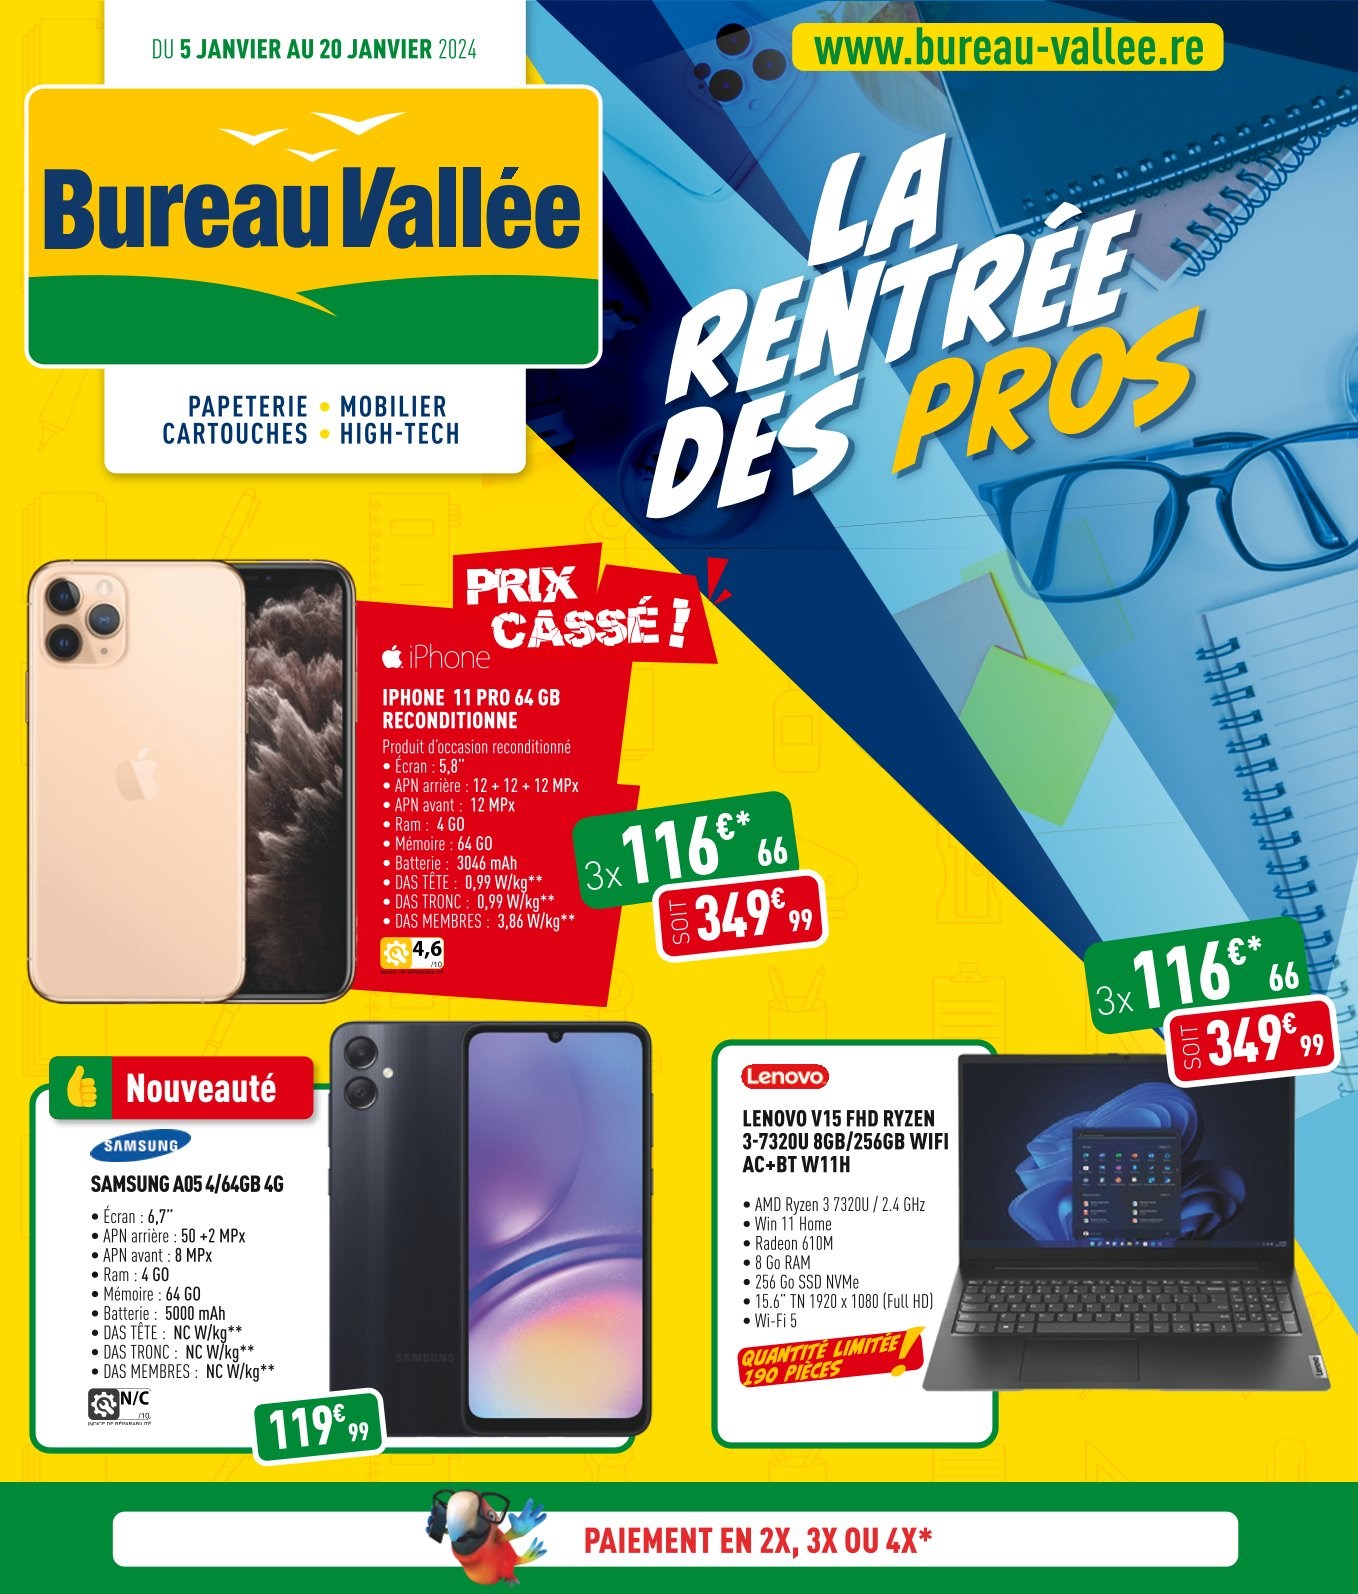 DU 5 JANVIER AU 20 JANVIER 2024
www.bureau-vallee.re
BureauVallée
PAPETERIE • MOBILIER
CARTOUCHES • HIGH-TECH
LA
RENTRÉE
DES PROS
PRIX
CASSÉ !
iPhone
IPHONE 11 PRO 64 GB
RECONDITIONNE
Produit d'occasion reconditionné
• Écran : 5,8"
• APN arrière : 12 + 12 + 12 MPx
• APN avant : 12 MPx
• Ram : 4 GO
• Mémoire : 64 GO
• Batterie : 3046 mAh
• DAS TÊTE : 0,99 W/kg**
• DAS TRONC : 0,99 W/kg**
• DAS MEMBRES : 3,86 W/kg**
4,6
/10
INDICE DE RÉPARABILITÉ
3x 116€* 66
SOIT 349€ 99
Nouveauté
SAMSUNG
SAMSUNG A05 4/64GB 4G
• Écran : 6,7"
• APN arrière : 50 +2 MPx
• APN avant : 8 MPx
• Ram : 4 GO
• Mémoire : 64 GO
• Batterie : 5000 mAh
• DAS TÊTE : NC W/kg**
• DAS TRONC : NC W/kg**
• DAS MEMBRES : NC W/kg**
N/C
/10
INDICE DE RÉPARABILITÉ
119€ 99
SAMSUNG
3x 116€* 66
SOIT 349€ 99
Lenovo
LENOVO V15 FHD RYZEN
3-7320U 8GB/256GB WIFI
AC+BT W11H
• AMD Ryzen 3 7320U / 2.4 GHz
• Win 11 Home
• Radeon 610M
• 8 Go RAM
• 256 Go SSD NVMe
• 15.6" TN 1920 x 1080 (Full HD)
• Wi-Fi 5
QUANTITÉ LIMITÉE !
190 PIÈCES
Lenovo
PAIEMENT EN 2X, 3X OU 4X*